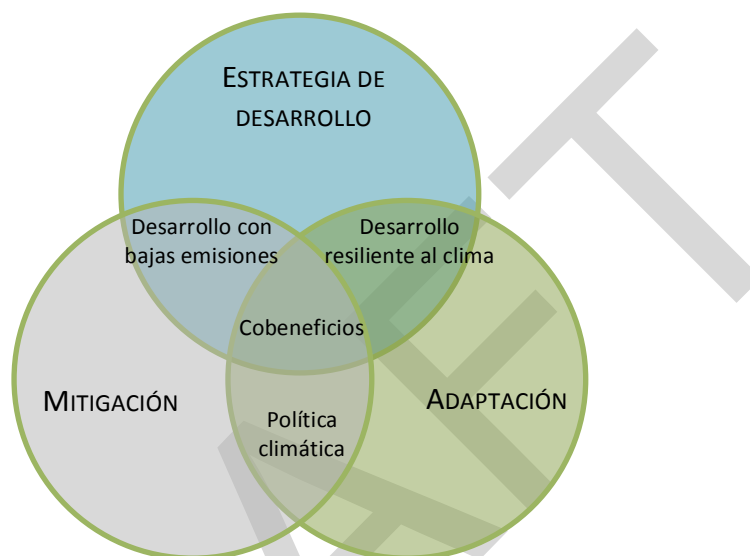 ESTRATEGIA DE
DESARROLLO
Desarrollo con
bajas emisiones
Desarrollo
resiliente al clima
Cobeneficios
MITIGACIÓN
ADAPTACIÓN
Política
climática